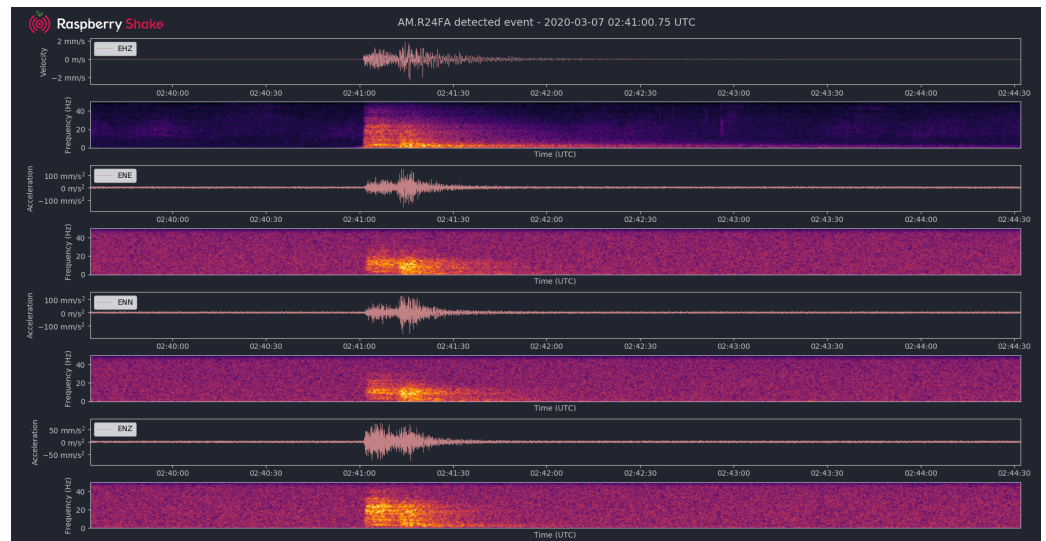 Raspberry Shake
AM.R24FA detected event - 2020-03-07 02:41:00.75 UTC
Velocity
2 mm/s
0 m/s
−2 mm/s
EHZ
02:40:00 02:40:30 02:41:00 02:41:30 02:42:00 02:42:30 02:43:00 02:43:30 02:44:00 02:44:30
Frequency (Hz)
40
20
0
Time (UTC)
Acceleration
100 mm/s²
0 m/s²
−100 mm/s²
ENE
02:40:00 02:40:30 02:41:00 02:41:30 02:42:00 02:42:30 02:43:00 02:43:30 02:44:00 02:44:30
Frequency (Hz)
40
20
0
Time (UTC)
Acceleration
100 mm/s²
0 m/s²
−100 mm/s²
ENN
02:40:00 02:40:30 02:41:00 02:41:30 02:42:00 02:42:30 02:43:00 02:43:30 02:44:00 02:44:30
Frequency (Hz)
40
20
0
Time (UTC)
Acceleration
50 mm/s²
0 m/s²
−50 mm/s²
ENZ
02:40:00 02:40:30 02:41:00 02:41:30 02:42:00 02:42:30 02:43:00 02:43:30 02:44:00 02:44:30
Frequency (Hz)
40
20
0
Time (UTC)